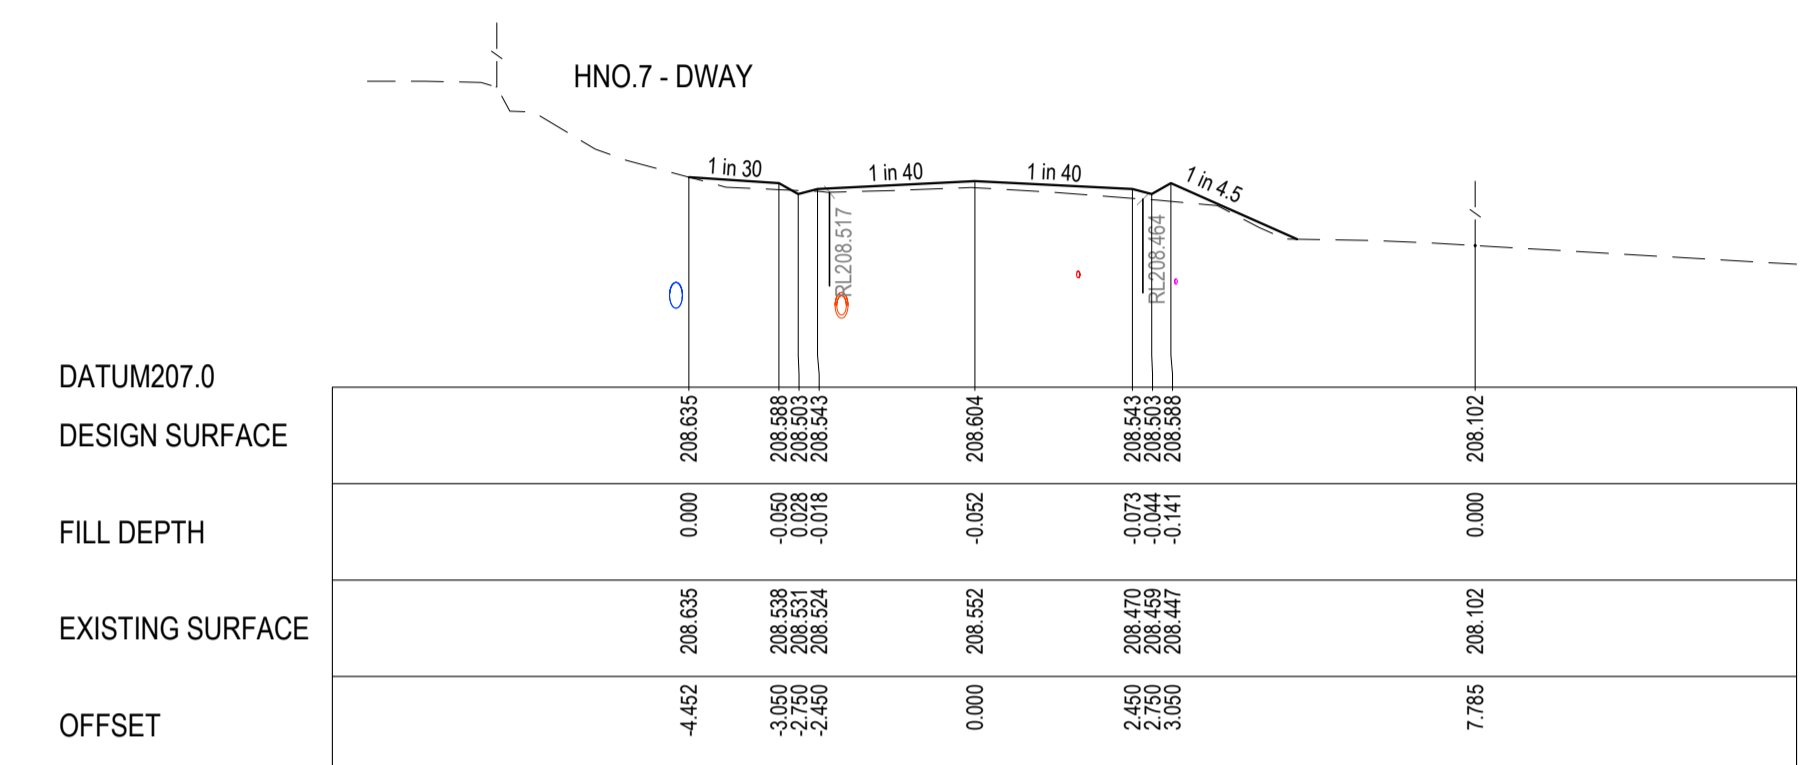 HNO.7 - DWAY
1 in 30
1 in 40
1 in 40
1 in 4.5
RL208.517
RL208.464
DATUM207.0
DESIGN SURFACE 208.635 208.588 208.503 208.543 208.604 208.543 208.503 208.588 208.102
FILL DEPTH 0.000 -0.050 0.028 -0.018 -0.052 -0.073 -0.044 -0.141 0.000
EXISTING SURFACE 208.635 208.538 208.531 208.524 208.552 208.470 208.459 208.447 208.102
OFFSET -4.452 -3.050 -2.750 -2.450 0.000 2.450 2.750 3.050 7.785